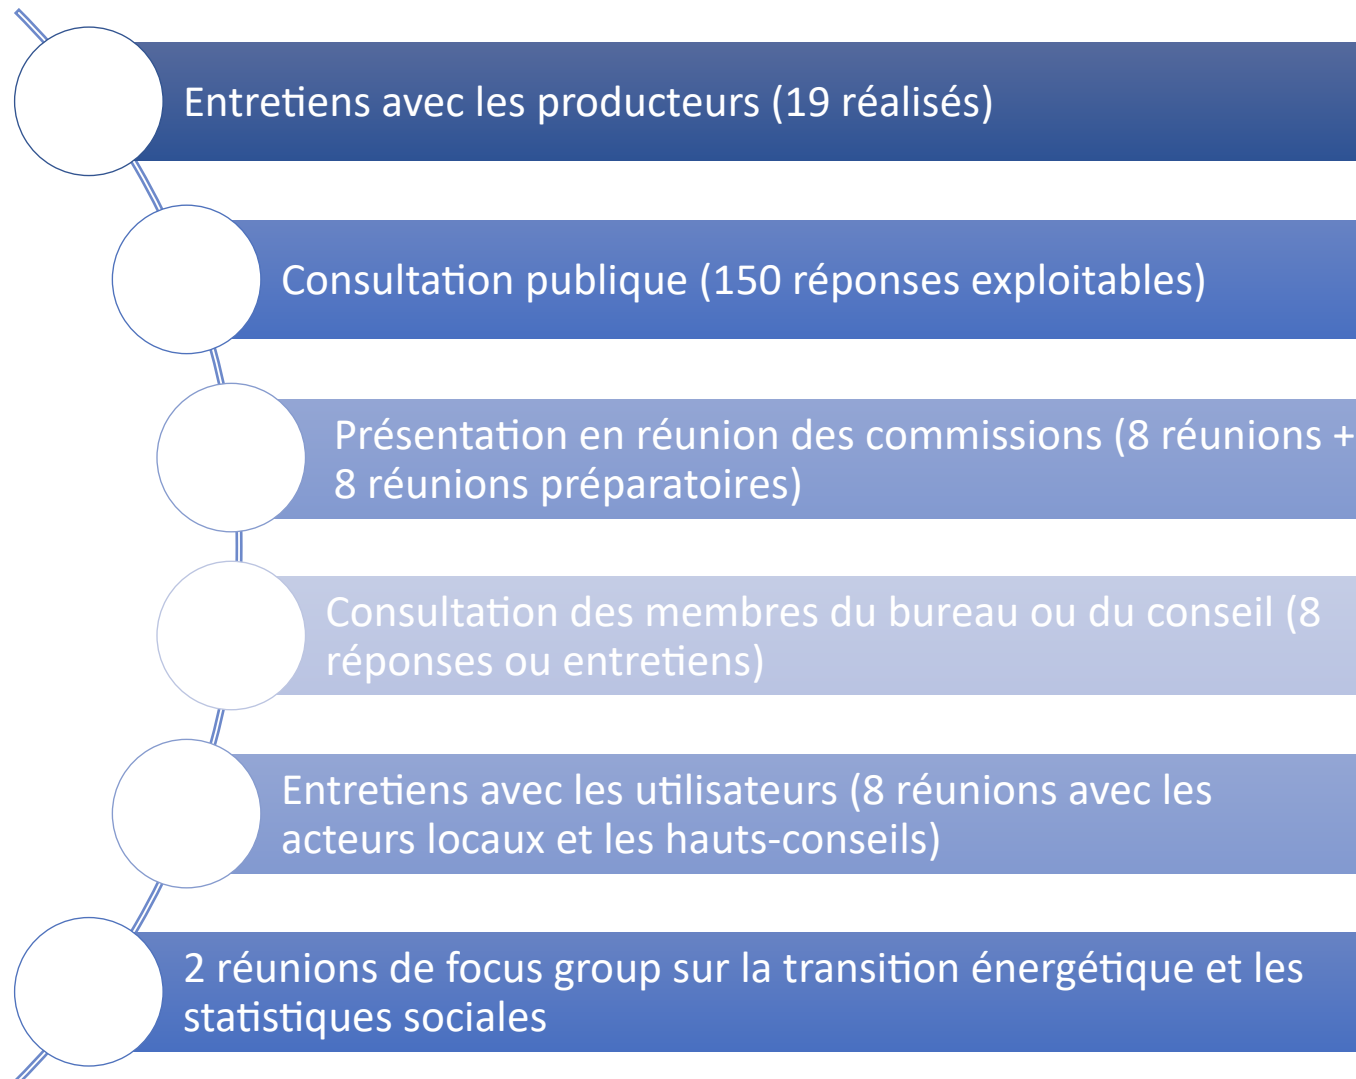 Entretiens avec les producteurs (19 réalisés)
Consultation publique (150 réponses exploitables)
Présentation en réunion des commissions (8 réunions +
8 réunions préparatoires)
Consultation des membres du bureau ou du conseil (8
réponses ou entretiens)
Entretiens avec les utilisateurs (8 réunions avec les
acteurs locaux et les hauts-conseils)
2 réunions de focus group sur la transition énergétique et les
statistiques sociales